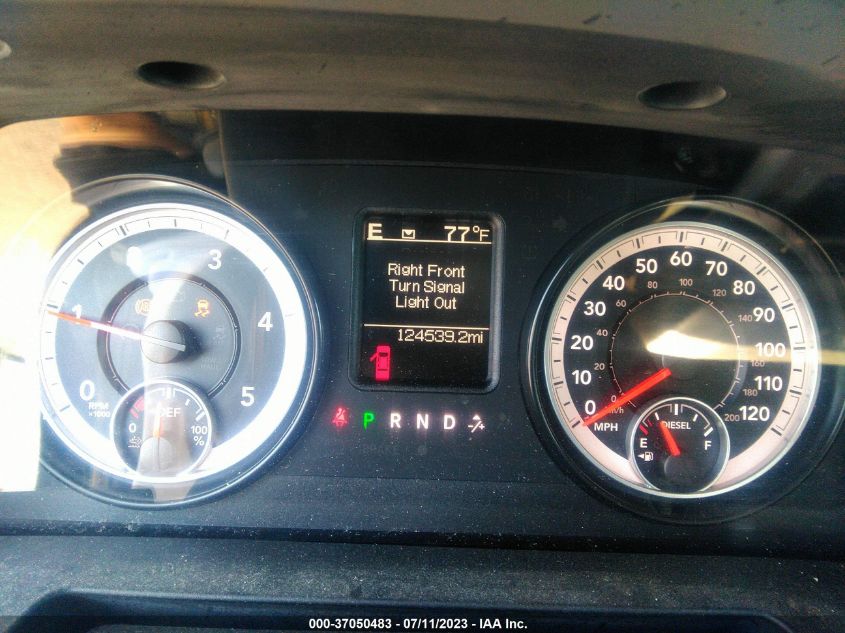 E 77°F
Right Front
Turn Signal
Light Out
124539.2mi
P R N D
0 1 3 4 5
RPM
x1000
DEF
0 100
%
0 10 20 30 40 50 60 70 80 90 100 110 120
0 20 40 60 80 100 120 140 160 180 200
km/h
MPH
DIESEL
E F
000-37050483 - 07/11/2023 - IAA Inc.